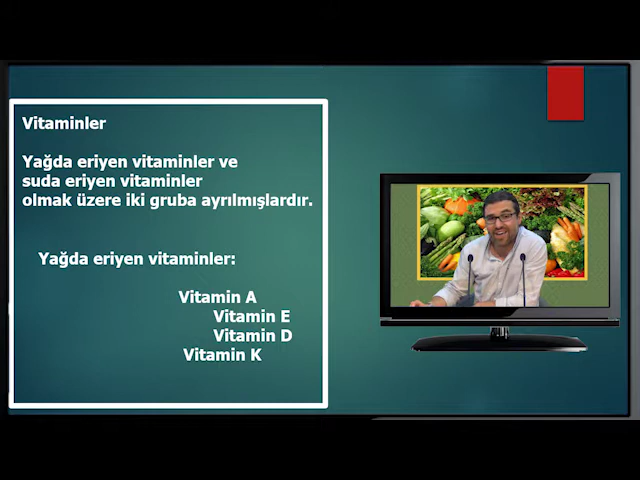 Vitaminler
Yağda eriyen vitaminler ve
suda eriyen vitaminler
olmak üzere iki gruba ayrılmışlardır.
Yağda eriyen vitaminler:
Vitamin A
Vitamin E
Vitamin D
Vitamin K